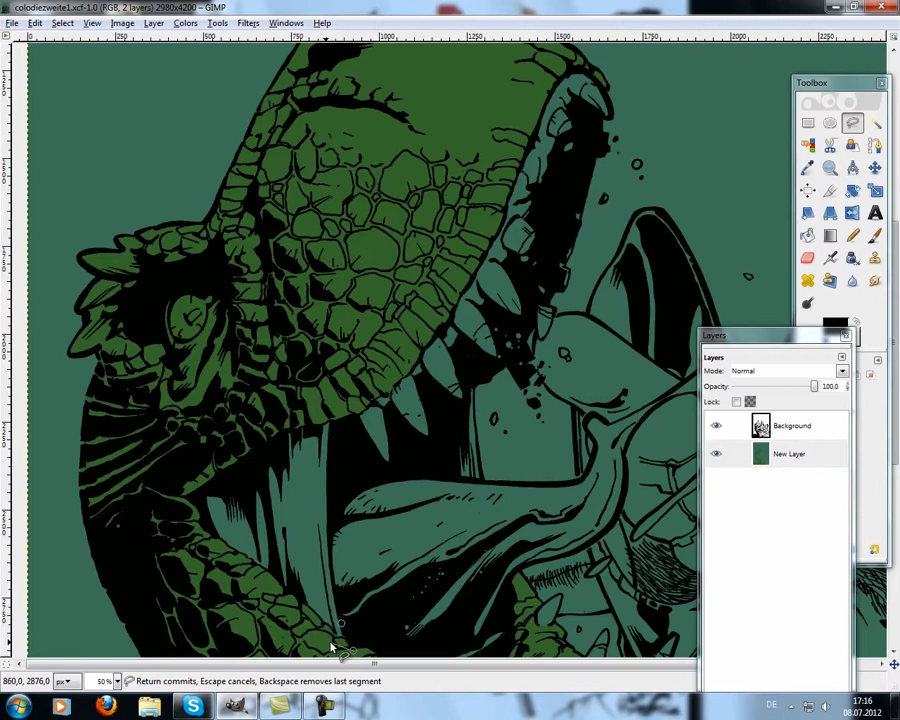 colodiezweite1.xcf-1.0 (RGB, 2 layers) 2980x4200 – GIMP
File Edit Select View Image Layer Colors Tools Filters Windows Help
250 500 750 1000 1250 1500 1750 2000 2250
Toolbox
Layers
Layers
Mode: Normal
Opacity: 100,0
Lock:
Background
New Layer
860,0, 2876,0 px 50% Return commits, Escape cancels, Backspace removes last segment
DE
17:16
08.07.2012